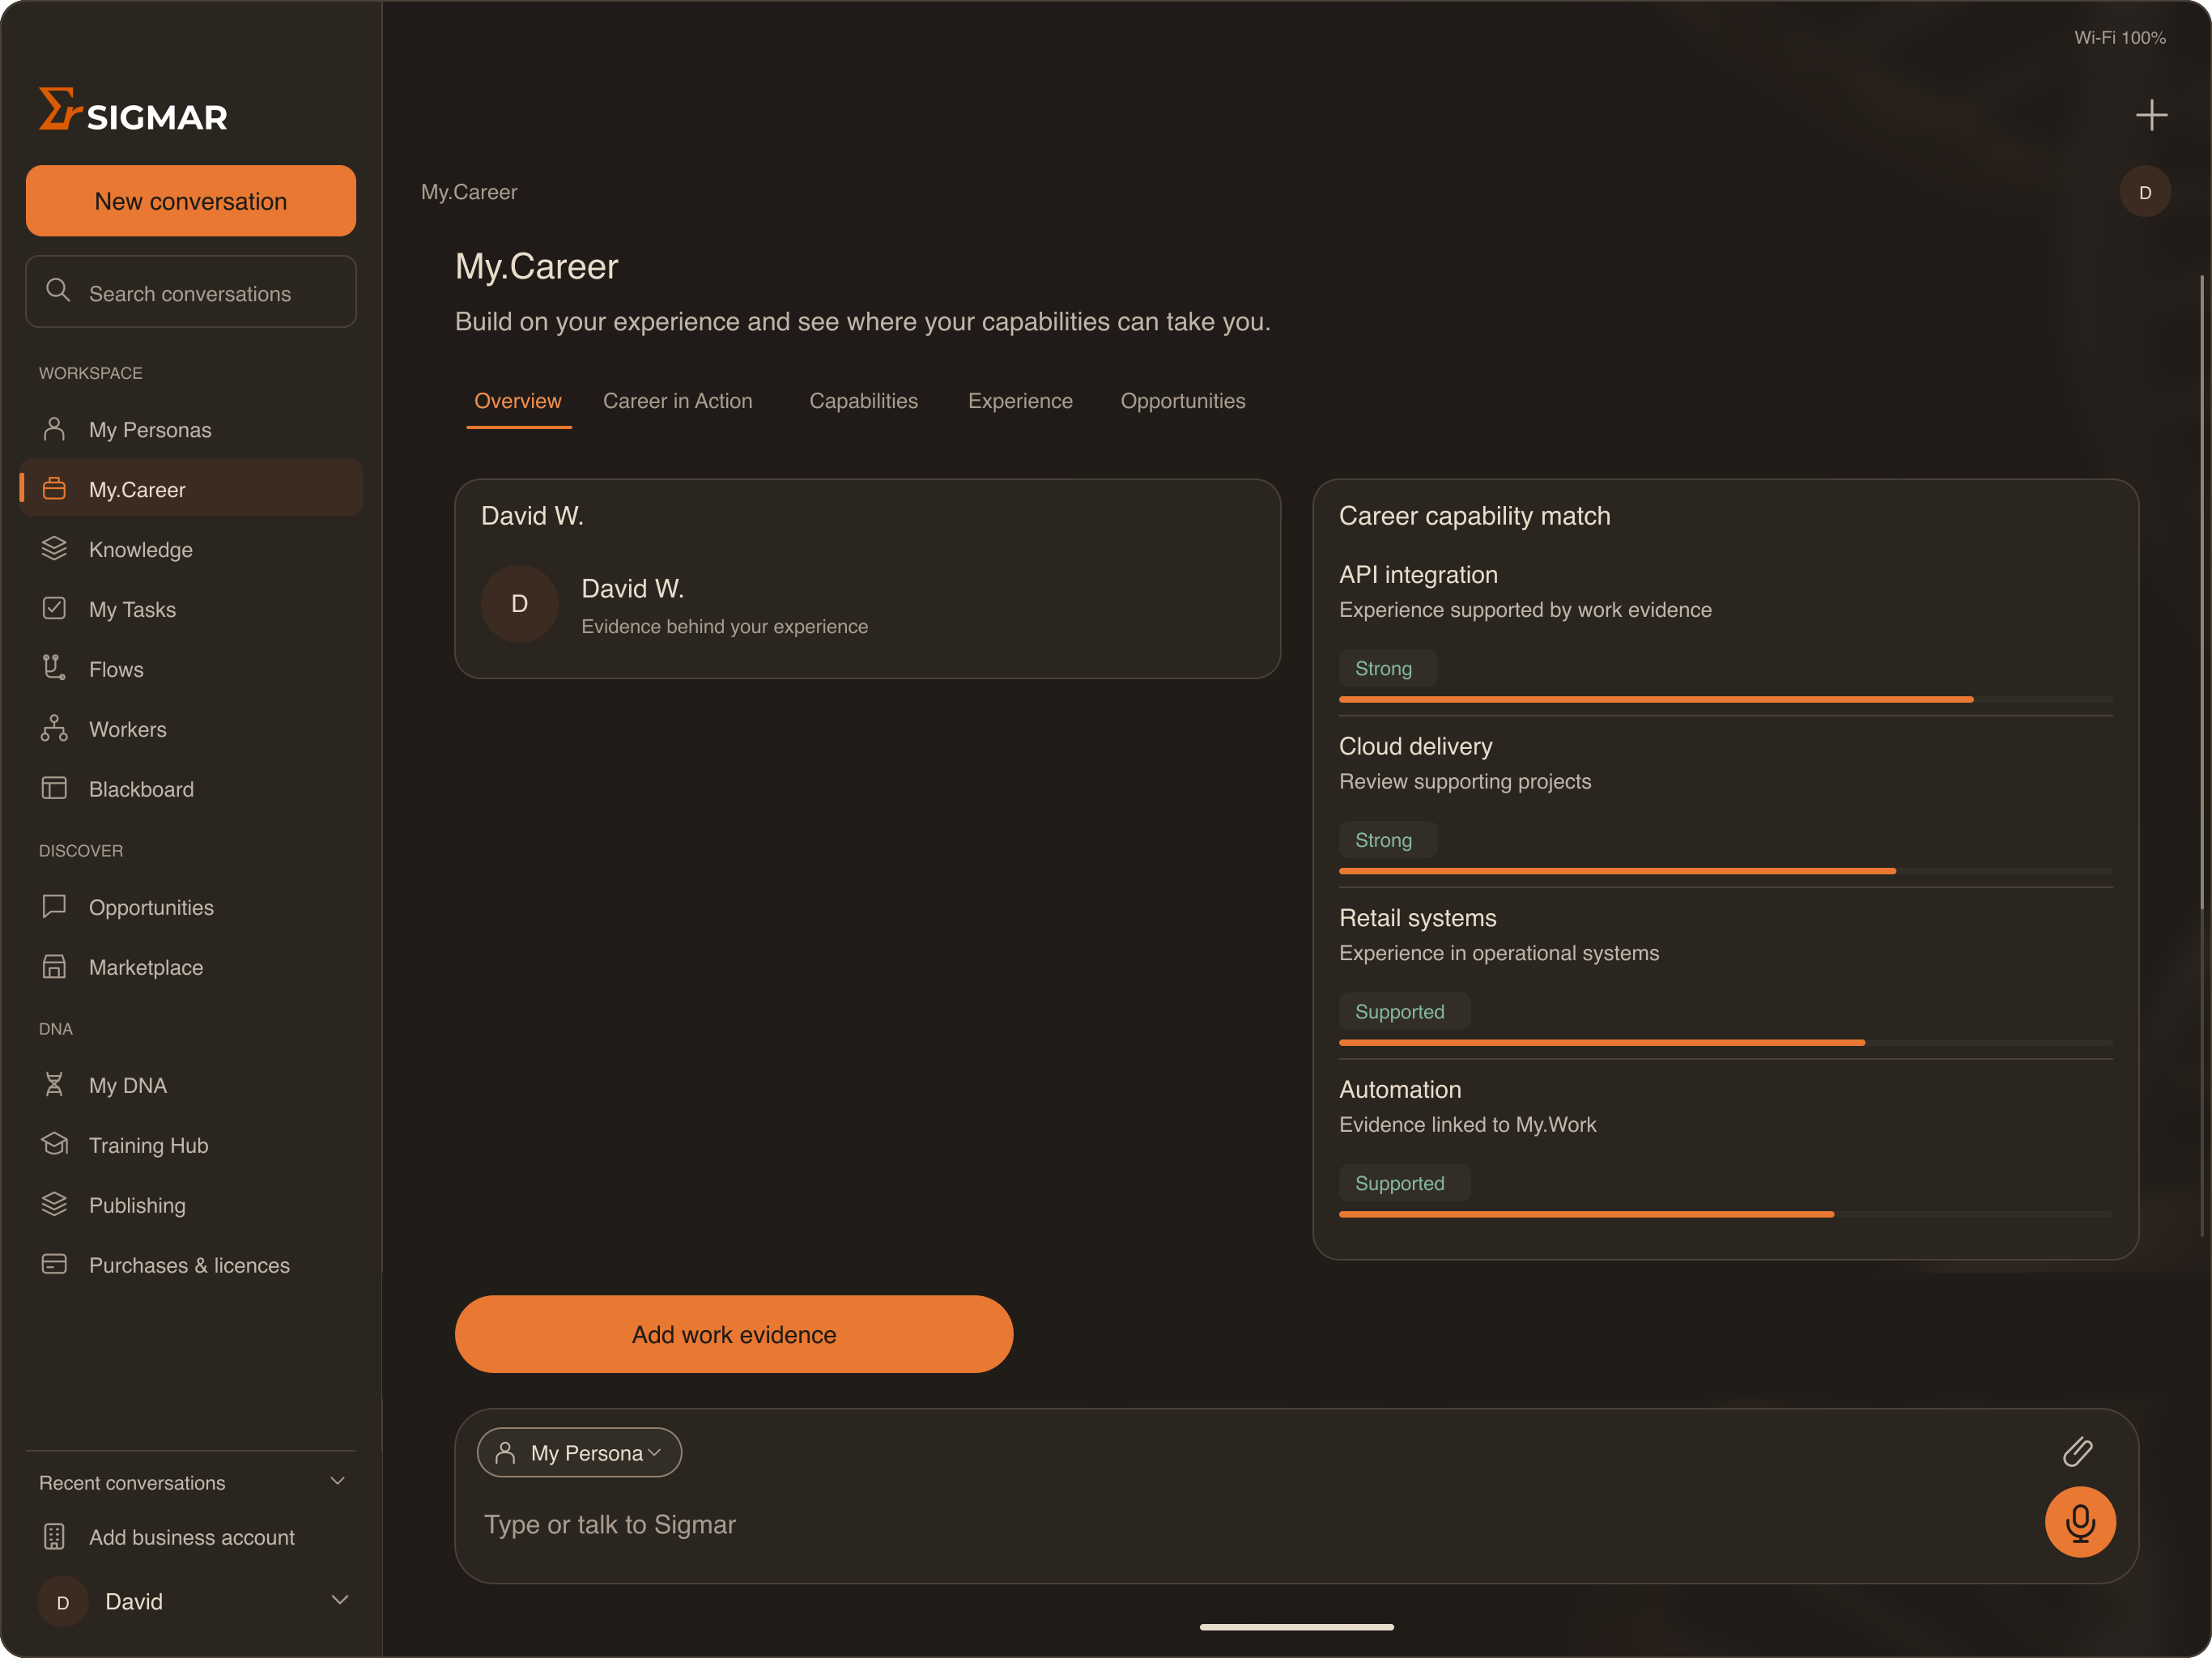 Wi-Fi 100%
Σr SIGMAR
New conversation
Search conversations
WORKSPACE
My Personas
My.Career
Knowledge
My Tasks
Flows
Workers
Blackboard
DISCOVER
Opportunities
Marketplace
DNA
My DNA
Training Hub
Publishing
Purchases & licences
Recent conversations
Add business account
D
David
My.Career
D
My.Career
Build on your experience and see where your capabilities can take you.
Overview
Career in Action
Capabilities
Experience
Opportunities
David W.
D
David W.
Evidence behind your experience
Career capability match
API integration
Experience supported by work evidence
Strong
Cloud delivery
Review supporting projects
Strong
Retail systems
Experience in operational systems
Supported
Automation
Evidence linked to My.Work
Supported
Add work evidence
My Persona
Type or talk to Sigmar